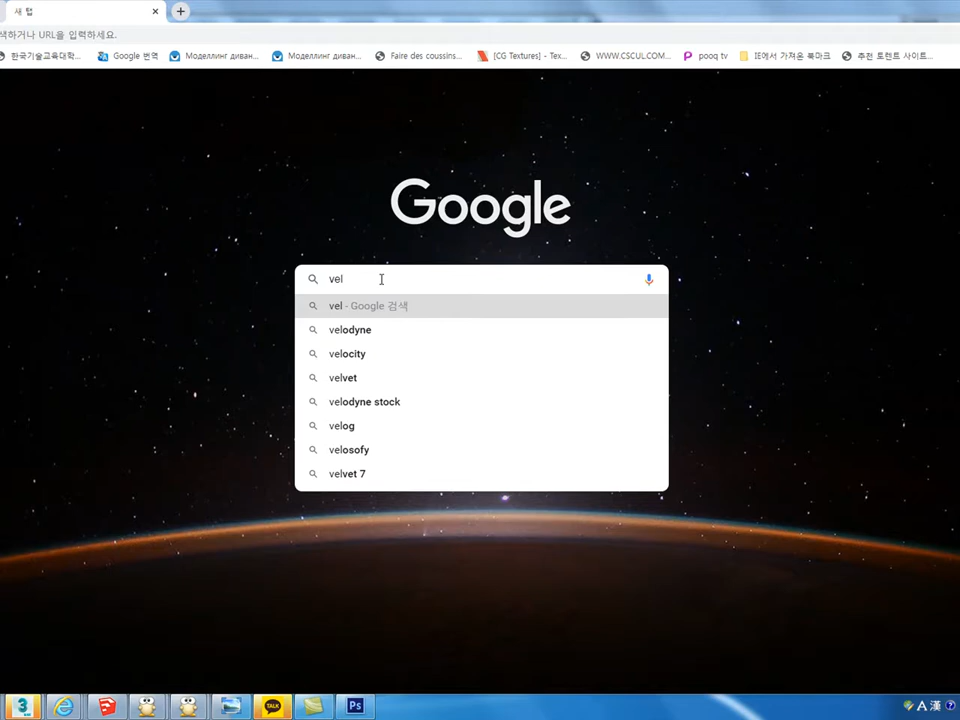 새 탭
색하거나 URL을 입력하세요.
한국기술교육대학... Google 번역 Моделлинг диван... Моделлинг диван... Faire des coussins... [CG Textures] - Tex... WWW.CSCUL.COM... pooq tv IE에서 가져온 북마크 추천 토렌트 사이트...
Google
vel
vel - Google 검색
velodyne
velocity
velvet
velodyne stock
velog
velosofy
velvet 7
3 TALK Ps A 漢